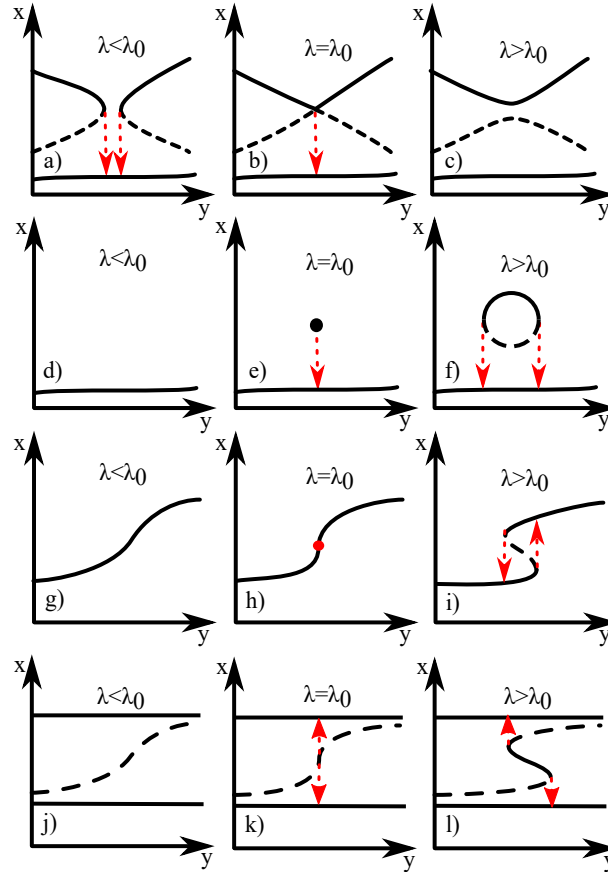 x x x
λ<λ0 λ=λ0 λ>λ0
a) b) c)
y y y
x x x
λ<λ0 λ=λ0 λ>λ0
d) e) f)
y y y
x x x
λ<λ0 λ=λ0 λ>λ0
g) h) i)
y y y
x x x
λ<λ0 λ=λ0 λ>λ0
j) k) l)
y y y